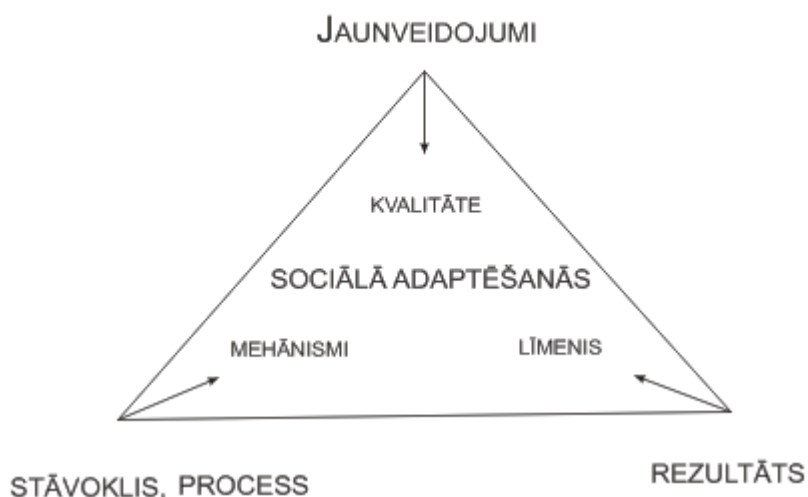 JAUNVEIDOJUMI
KVALITĀTE
SOCIĀLĀ ADAPTĒŠANĀS
MEHĀNISMI LĪMENIS
STĀVOKLIS, PROCESS REZULTĀTS